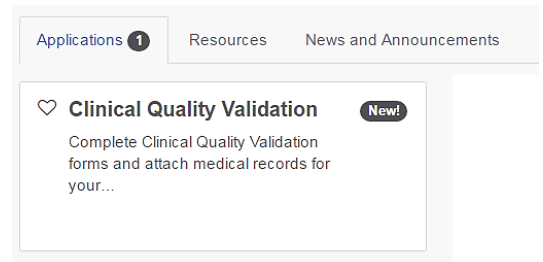 Applications 1 Resources News and Announcements
Clinical Quality Validation New!
Complete Clinical Quality Validation
forms and attach medical records for
your...